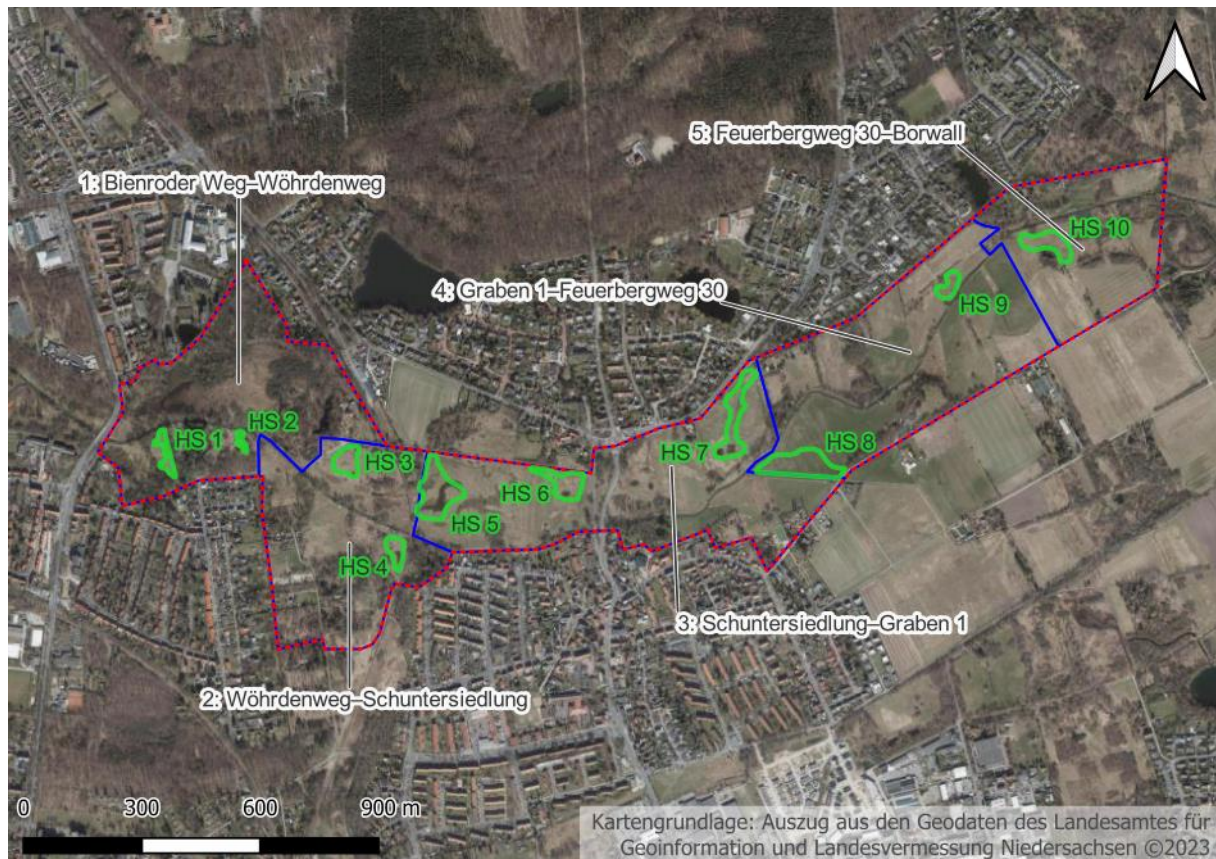 5: Feuerbergweg 30–Borwall
1: Bienroder Weg–Wöhrdenweg
HS 10
4: Graben 1–Feuerbergweg 30
HS 9
HS 1
HS 2
HS 3
HS 7
HS 8
HS 6
HS 5
HS 4
3: Schuntersiedlung–Graben 1
2: Wöhrdenweg–Schuntersiedlung
0 300 600 900 m
Kartengrundlage: Auszug aus den Geodaten des Landesamtes für
Geoinformation und Landesvermessung Niedersachsen ©2023